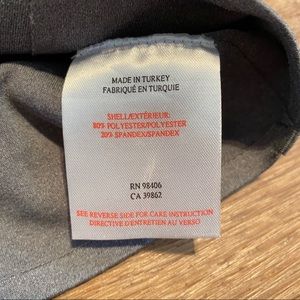 MADE IN TURKEY
FABRIQUÉ EN TURQUIE
SHELL/EXTÉRIEUR:
80% POLYESTER/POLYESTER
20% SPANDEX/SPANDEX
RN 98406
CA 39862
SEE REVERSE SIDE FOR CARE INSTRUCTION
DIRECTIVE D'ENTRETIEN AU VERSO